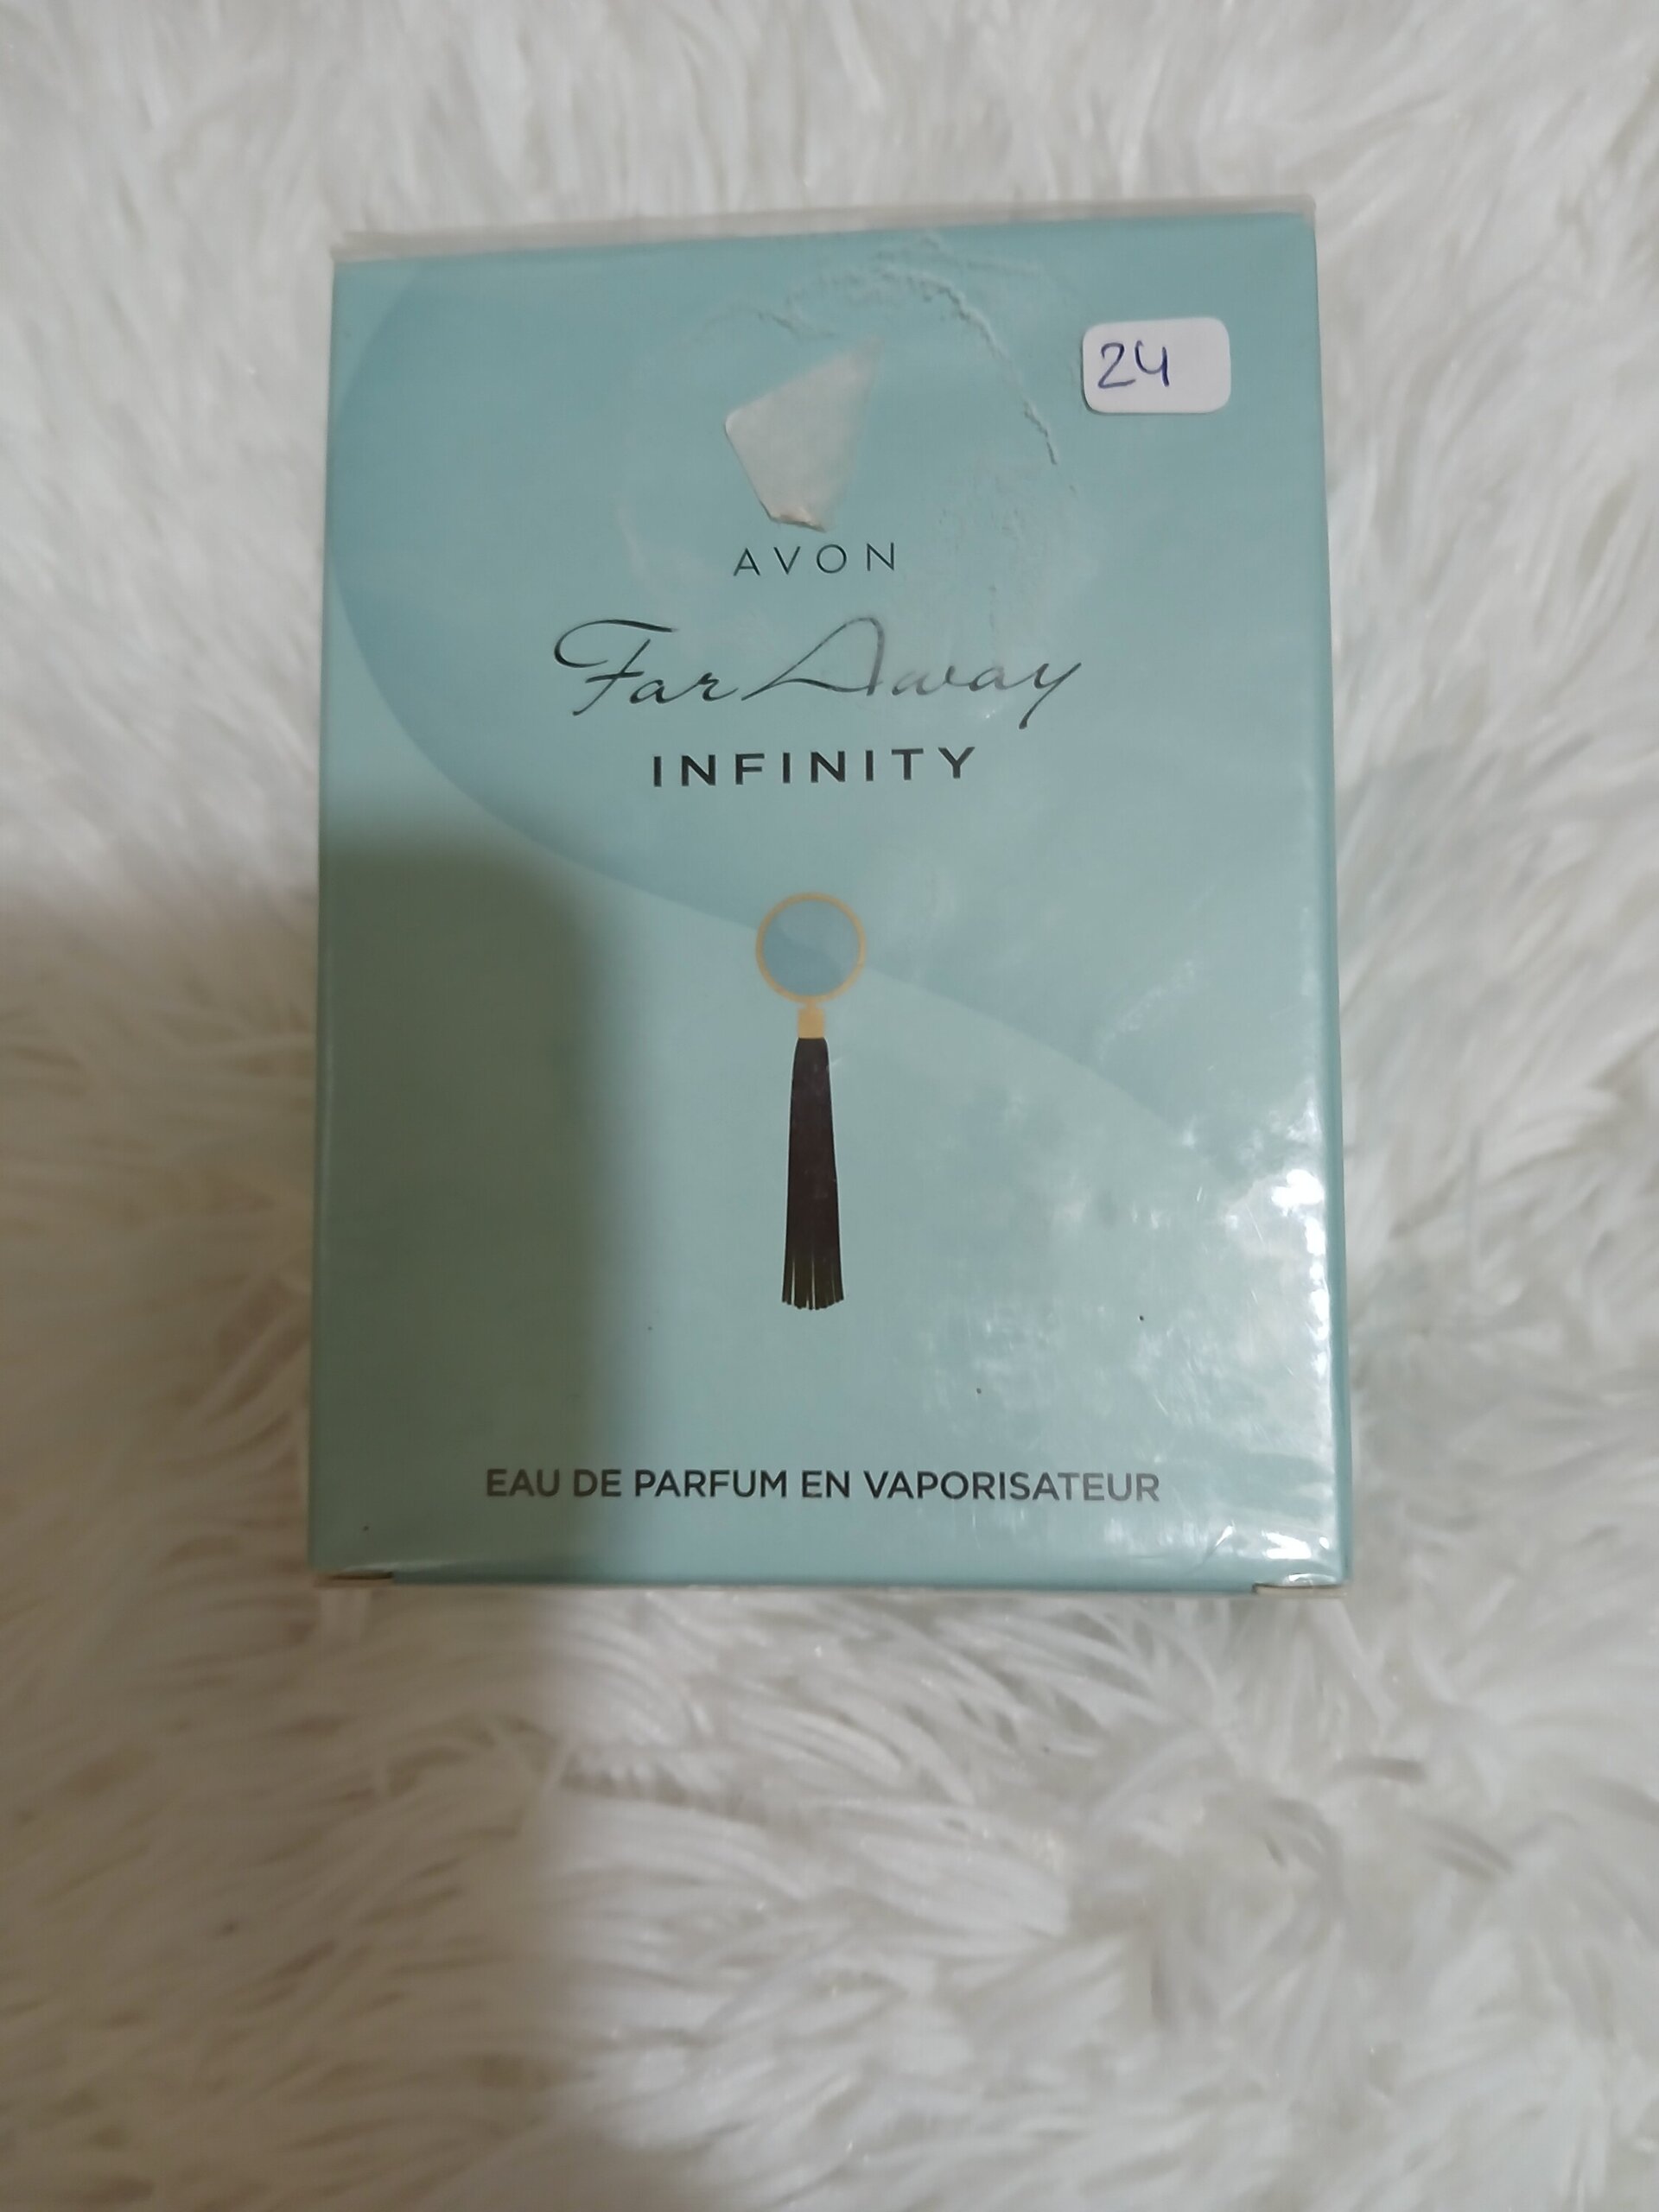 24
AVON
Far Away
INFINITY
EAU DE PARFUM EN VAPORISATEUR